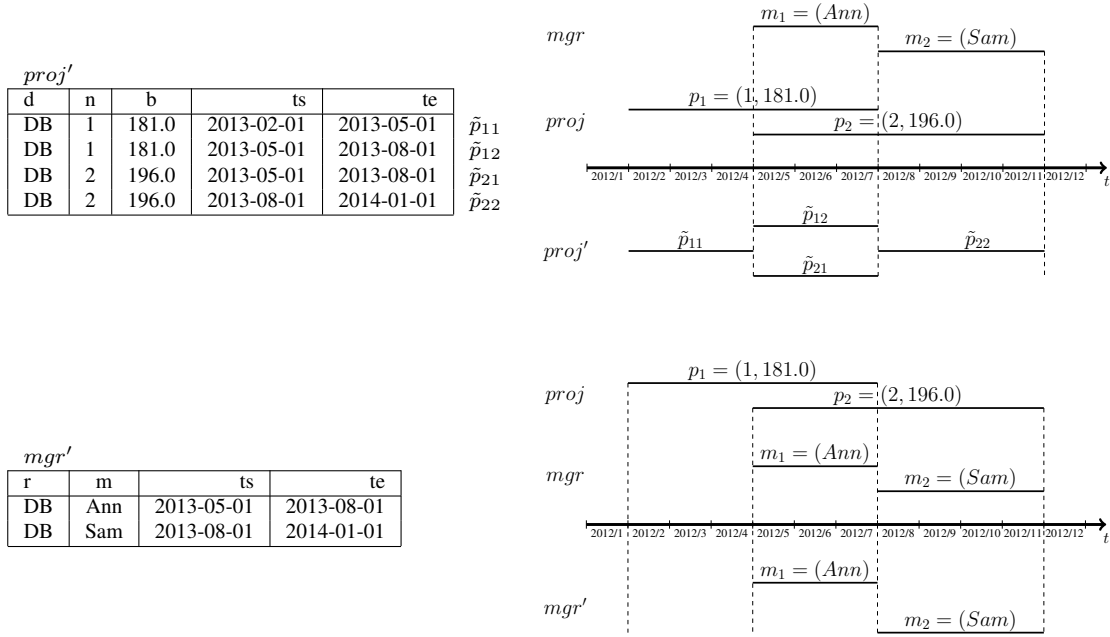 proj′
d n b ts te
DB 1 181.0 2013-02-01 2013-05-01 p̃₁₁
DB 1 181.0 2013-05-01 2013-08-01 p̃₁₂
DB 2 196.0 2013-05-01 2013-08-01 p̃₂₁
DB 2 196.0 2013-08-01 2014-01-01 p̃₂₂
mgr
m₁ = (Ann)
m₂ = (Sam)
proj
p₁ = (1, 181.0)
p₂ = (2, 196.0)
2012/1 2012/2 2012/3 2012/4 2012/5 2012/6 2012/7 2012/8 2012/9 2012/10 2012/11 2012/12 t
p̃₁₂
proj′ p̃₁₁ p̃₂₂
p̃₂₁
mgr′
r m ts te
DB Ann 2013-05-01 2013-08-01
DB Sam 2013-08-01 2014-01-01
p₁ = (1, 181.0)
proj
p₂ = (2, 196.0)
m₁ = (Ann)
mgr
m₂ = (Sam)
2012/1 2012/2 2012/3 2012/4 2012/5 2012/6 2012/7 2012/8 2012/9 2012/10 2012/11 2012/12 t
m₁ = (Ann)
mgr′
m₂ = (Sam)